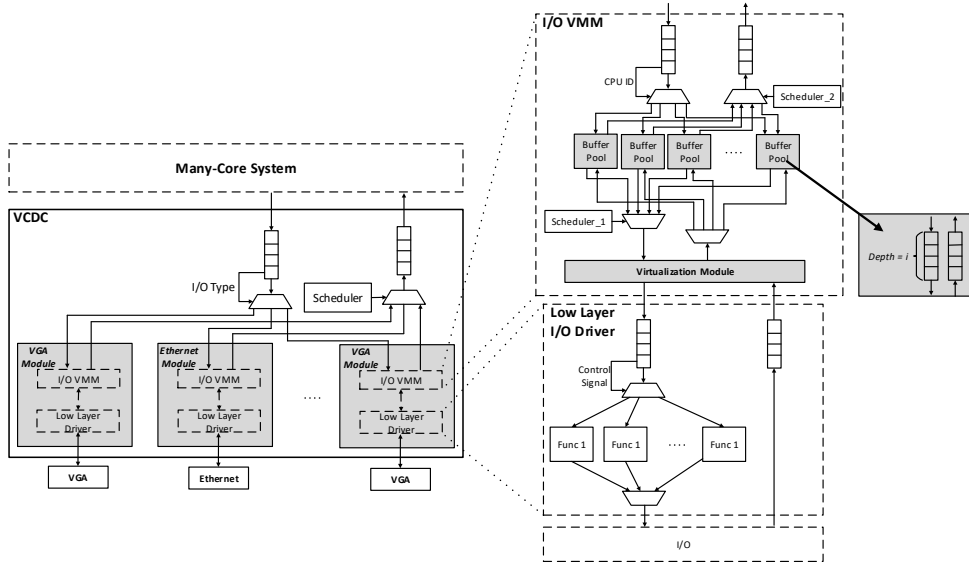 Many-Core System
VCDC
I/O Type
Scheduler
VGA
Module
I/O VMM
Low Layer
Driver
VGA
Ethernet
Module
I/O VMM
Low Layer
Driver
Ethernet
....
VGA
Module
I/O VMM
Low Layer
Driver
VGA
I/O VMM
CPU ID
Scheduler_2
Buffer
Pool
Buffer
Pool
Buffer
Pool
....
Buffer
Pool
Scheduler_1
Virtualization Module
Depth = i
Low Layer
I/O Driver
Control
Signal
Func 1
Func 1
....
Func 1
I/O